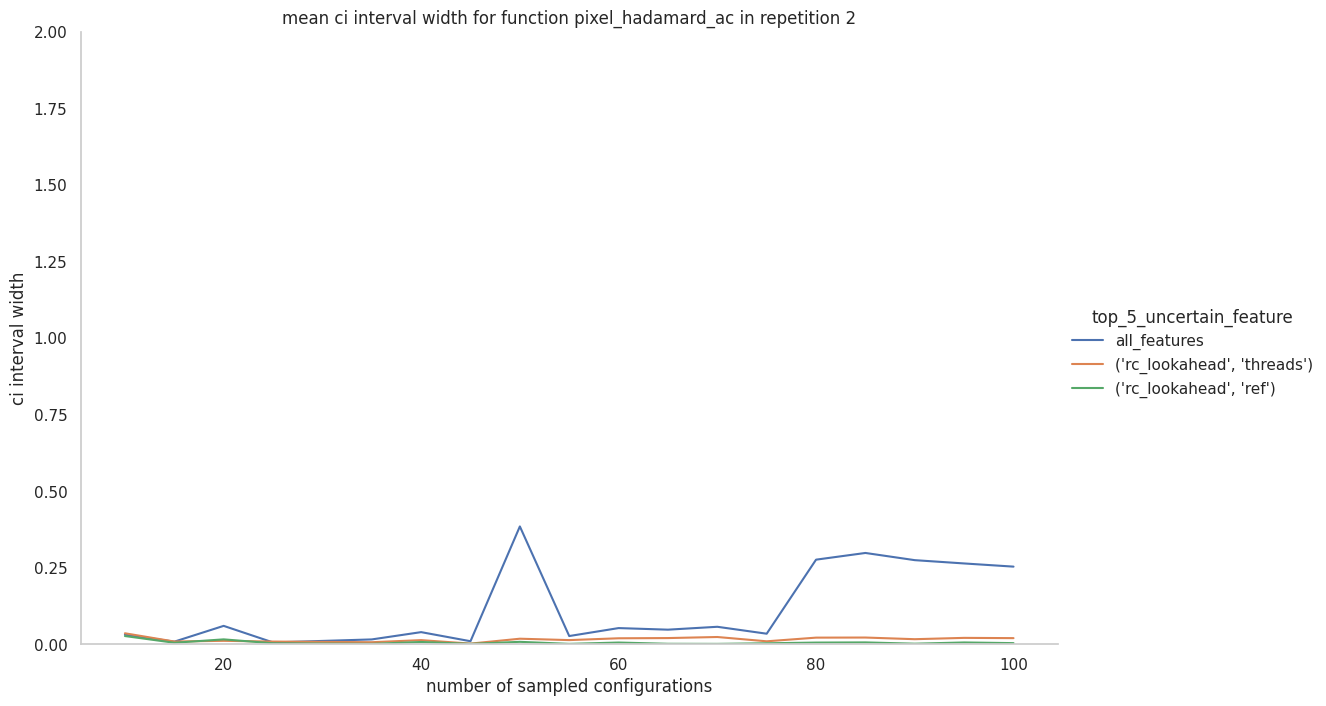 mean ci interval width for function pixel_hadamard_ac in repetition 2
2.00
1.75
1.50
1.25
1.00
0.75
0.50
0.25
0.00
ci interval width
20
40
60
80
100
number of sampled configurations
top_5_uncertain_feature
all_features
('rc_lookahead', 'threads')
('rc_lookahead', 'ref')